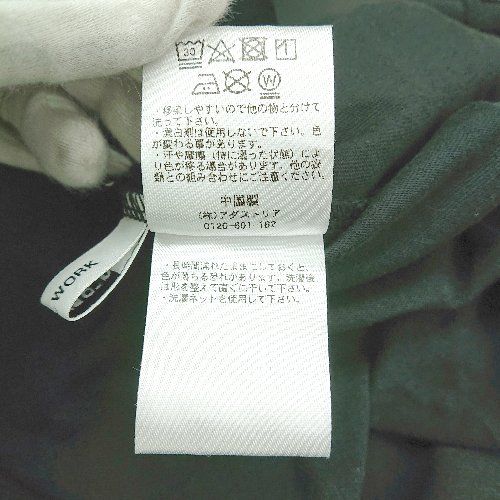 30
・移染しやすいので他の物と分けて
洗って下さい。
・漂白剤は使用しないで下さい。色
が変わる事があります。
・汗や摩擦（特に湿った状態）によ
り色が移る場合があります。他の衣
類との組み合わせにご注意ください。
中国製
（株）アダストリア
0120-601-162
・長時間濡れたままにしておくと、
色が落ちる恐れがあります。洗濯後
は形を整えて直ぐに干して下さい。
・洗濯ネットを使用して下さい。
WORK